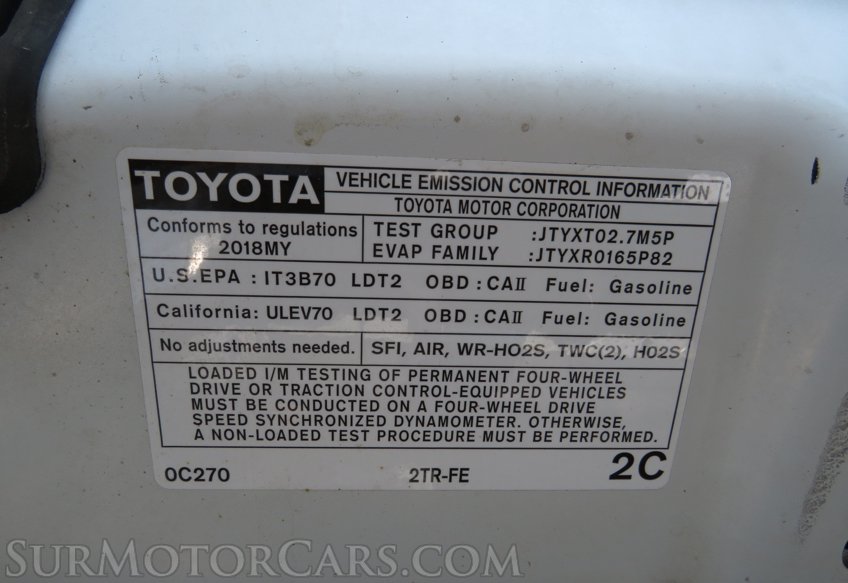 TOYOTA
VEHICLE EMISSION CONTROL INFORMATION
TOYOTA MOTOR CORPORATION
Conforms to regulations
2018MY
TEST GROUP :JTYXT02.7M5P
EVAP FAMILY :JTYXR0165P82
U.S.EPA : IT3B70 LDT2 OBD : CAII Fuel: Gasoline
California: ULEV70 LDT2 OBD : CAII Fuel: Gasoline
No adjustments needed.
SFI, AIR, WR-HO2S, TWC(2), HO2S
LOADED I/M TESTING OF PERMANENT FOUR-WHEEL
DRIVE OR TRACTION CONTROL-EQUIPPED VEHICLES
MUST BE CONDUCTED ON A FOUR-WHEEL DRIVE
SPEED SYNCHRONIZED DYNAMOMETER. OTHERWISE,
A NON-LOADED TEST PROCEDURE MUST BE PERFORMED.
0C270 2TR-FE 2C
SurMotorCars.com